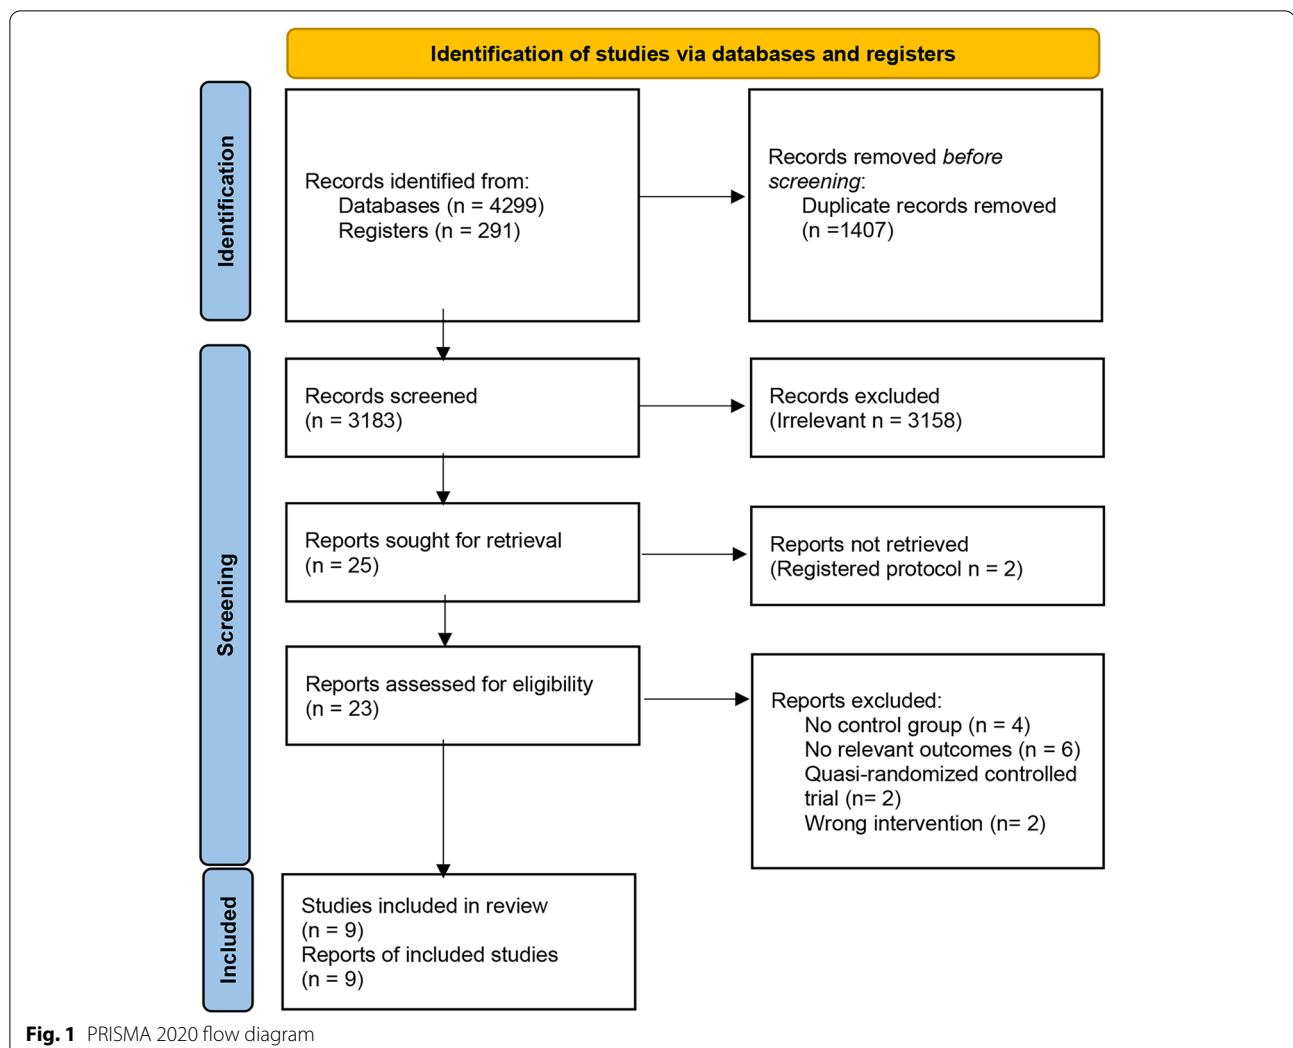 Identification of studies via databases and registers
Identification
Records identified from:
Databases (n = 4299)
Registers (n = 291)
Records removed before
screening:
Duplicate records removed
(n =1407)
Screening
Records screened
(n = 3183)
Records excluded
(Irrelevant n = 3158)
Reports sought for retrieval
(n = 25)
Reports not retrieved
(Registered protocol n = 2)
Reports assessed for eligibility
(n = 23)
Reports excluded:
No control group (n = 4)
No relevant outcomes (n = 6)
Quasi-randomized controlled
trial (n= 2)
Wrong intervention (n= 2)
Included
Studies included in review
(n = 9)
Reports of included studies
(n = 9)
Fig. 1 PRISMA 2020 flow diagram